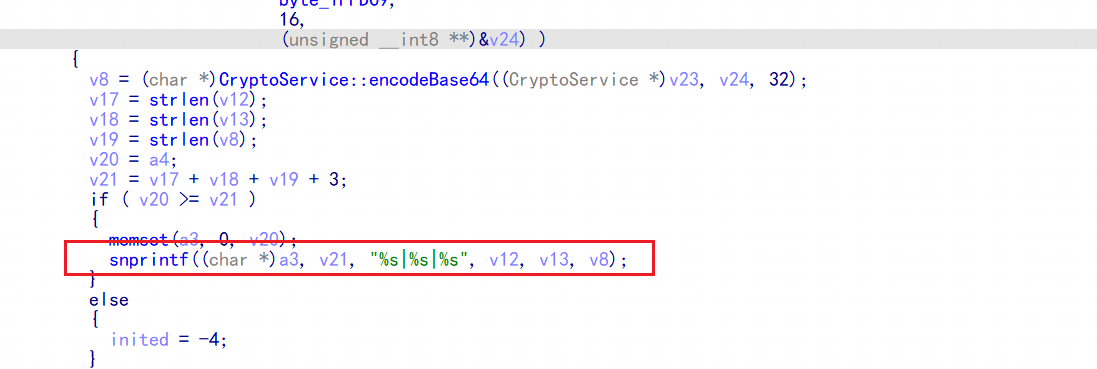 16,
(unsigned __int8 **)&v24) )
{
v8 = (char *)CryptoService::encodeBase64((CryptoService *)v23, v24, 32);
v17 = strlen(v12);
v18 = strlen(v13);
v19 = strlen(v8);
v20 = a4;
v21 = v17 + v18 + v19 + 3;
if ( v20 >= v21 )
{
memset(a3, 0, v20);
snprintf((char *)a3, v21, "%s|%s|%s", v12, v13, v8);
}
else
{
inited = -4;
}